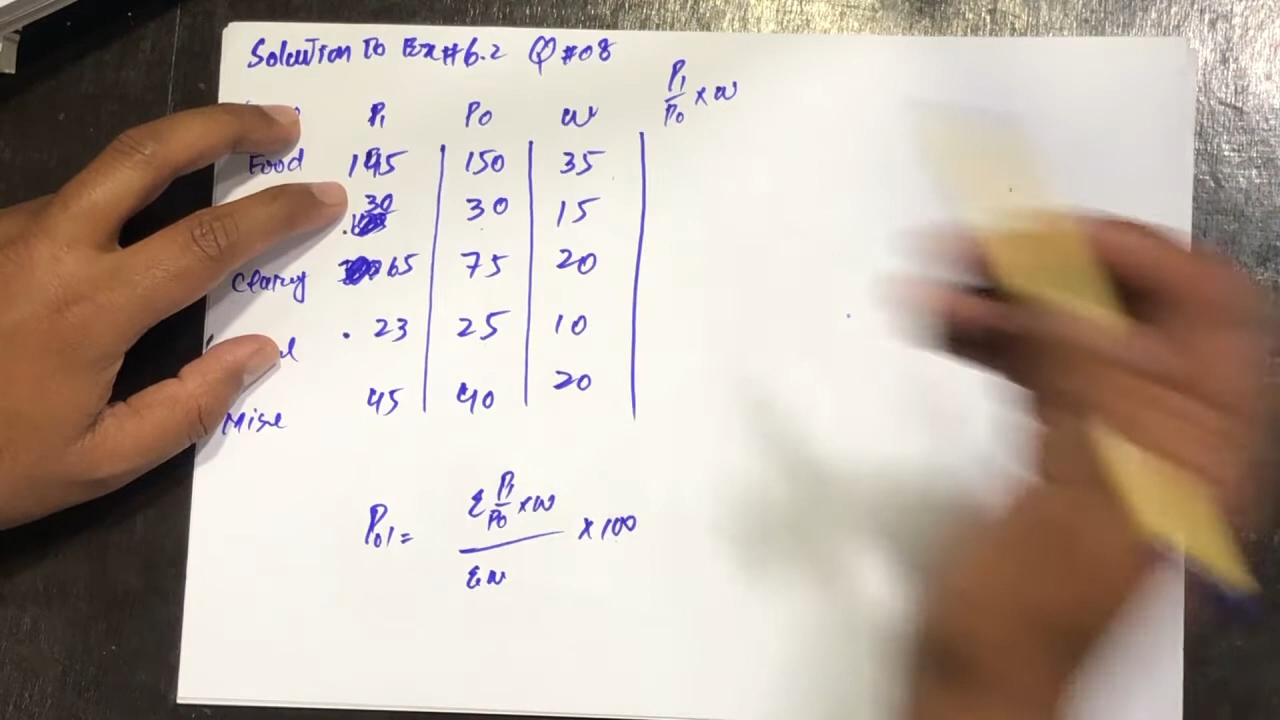 Solution to Ex#6.2 Q#08
P1 P0 W P1/P0 × W
Food 145 150 35
30 30 15
65 75 20
23 25 10
45 40 20
Misc
P01 = Σ P1/P0 × W / ΣW × 100